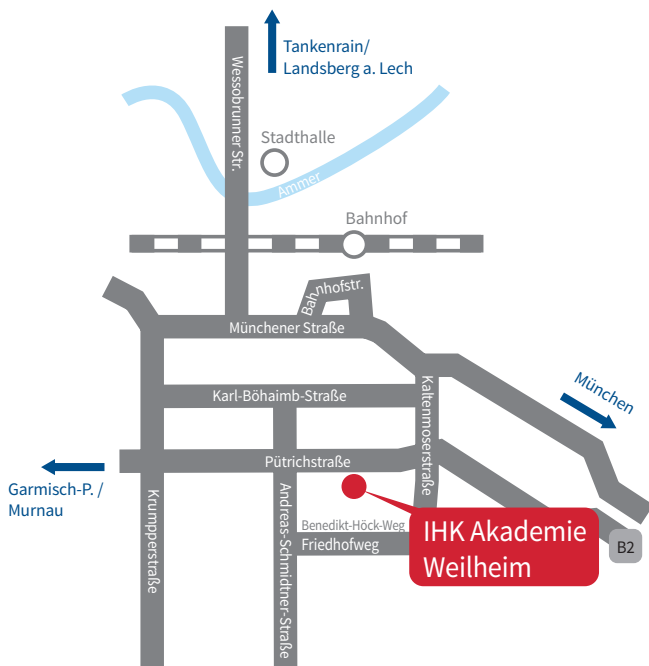 Tankenrain/
Landsberg a. Lech
Wessobrunner Str.
Stadthalle
Ammer
Bahnhof
Bahnhofstr.
Münchener Straße
München
Karl-Böhaimb-Straße
Kaltenmoserstraße
Pütrichstraße
Garmisch-P. /
Murnau
Krumpperstraße
Andreas-Schmidtner-Straße
Benedikt-Höck-Weg
Friedhofweg
IHK Akademie
Weilheim
B2